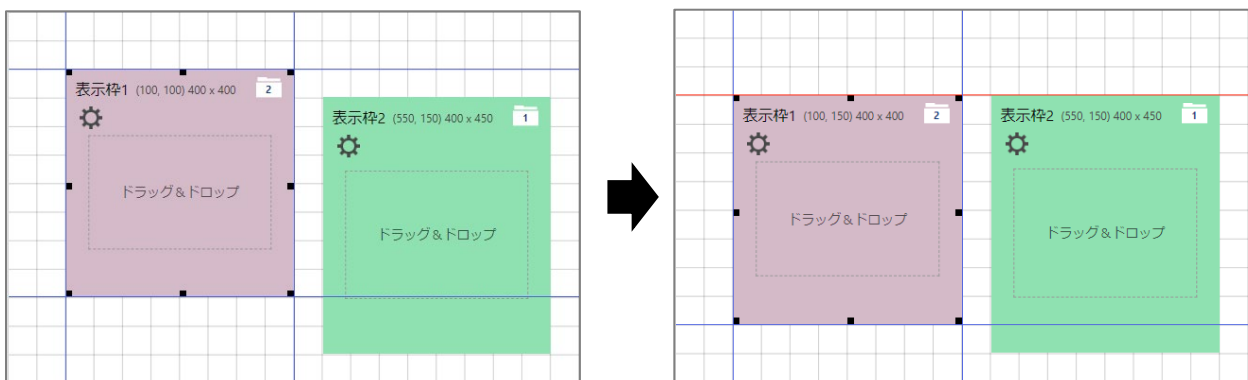 表示枠1 (100, 100) 400 x 400 2
ドラッグ&ドロップ
表示枠2 (550, 150) 400 x 450 1
ドラッグ&ドロップ
表示枠1 (100, 150) 400 x 400 2
ドラッグ&ドロップ
表示枠2 (550, 150) 400 x 450 1
ドラッグ&ドロップ